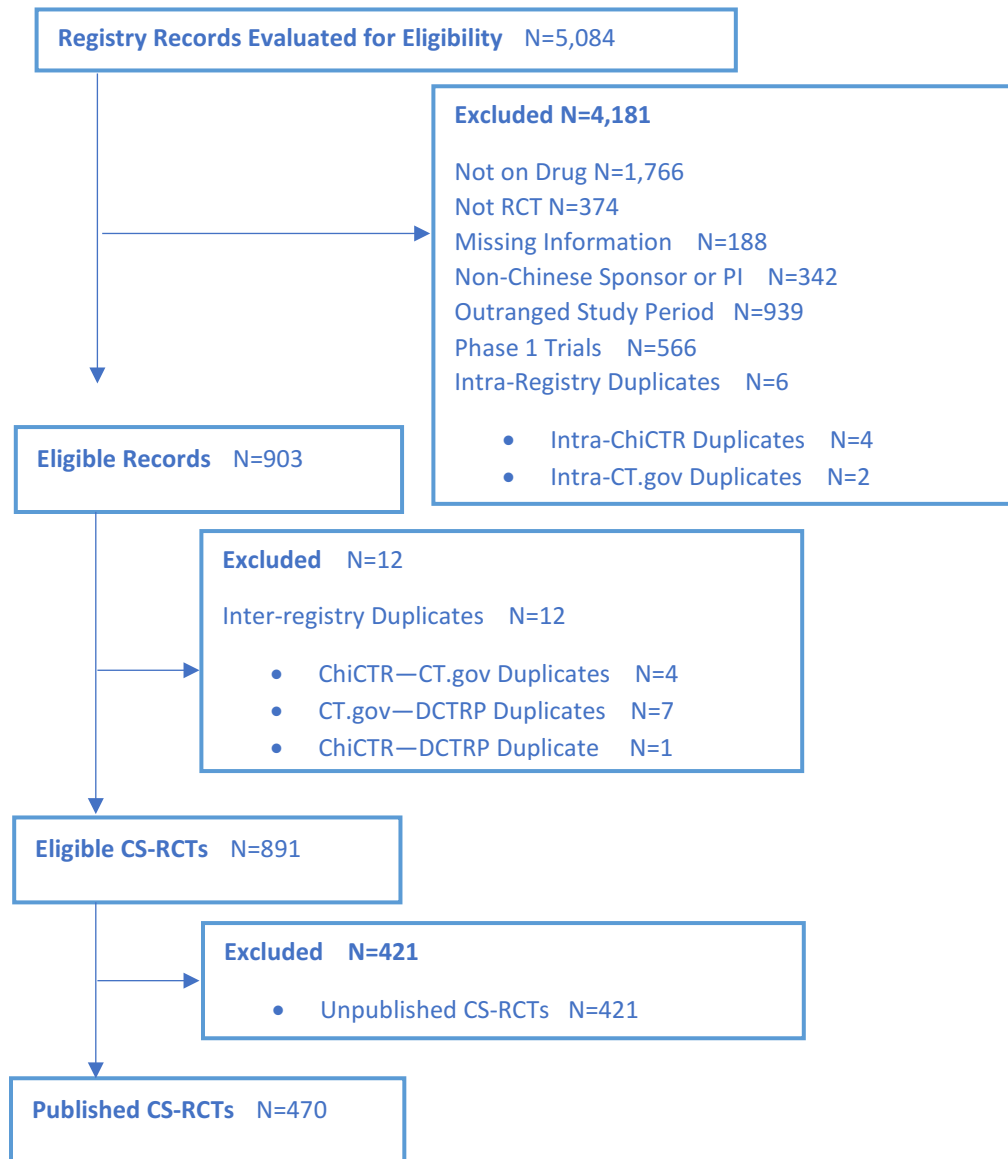 Registry Records Evaluated for Eligibility N=5,084
Excluded N=4,181
Not on Drug N=1,766
Not RCT N=374
Missing Information N=188
Non-Chinese Sponsor or PI N=342
Outranged Study Period N=939
Phase 1 Trials N=566
Intra-Registry Duplicates N=6
• Intra-ChiCTR Duplicates N=4
• Intra-CT.gov Duplicates N=2
Eligible Records N=903
Excluded N=12
Inter-registry Duplicates N=12
• ChiCTR—CT.gov Duplicates N=4
• CT.gov—DCTRP Duplicates N=7
• ChiCTR—DCTRP Duplicate N=1
Eligible CS-RCTs N=891
Excluded N=421
• Unpublished CS-RCTs N=421
Published CS-RCTs N=470